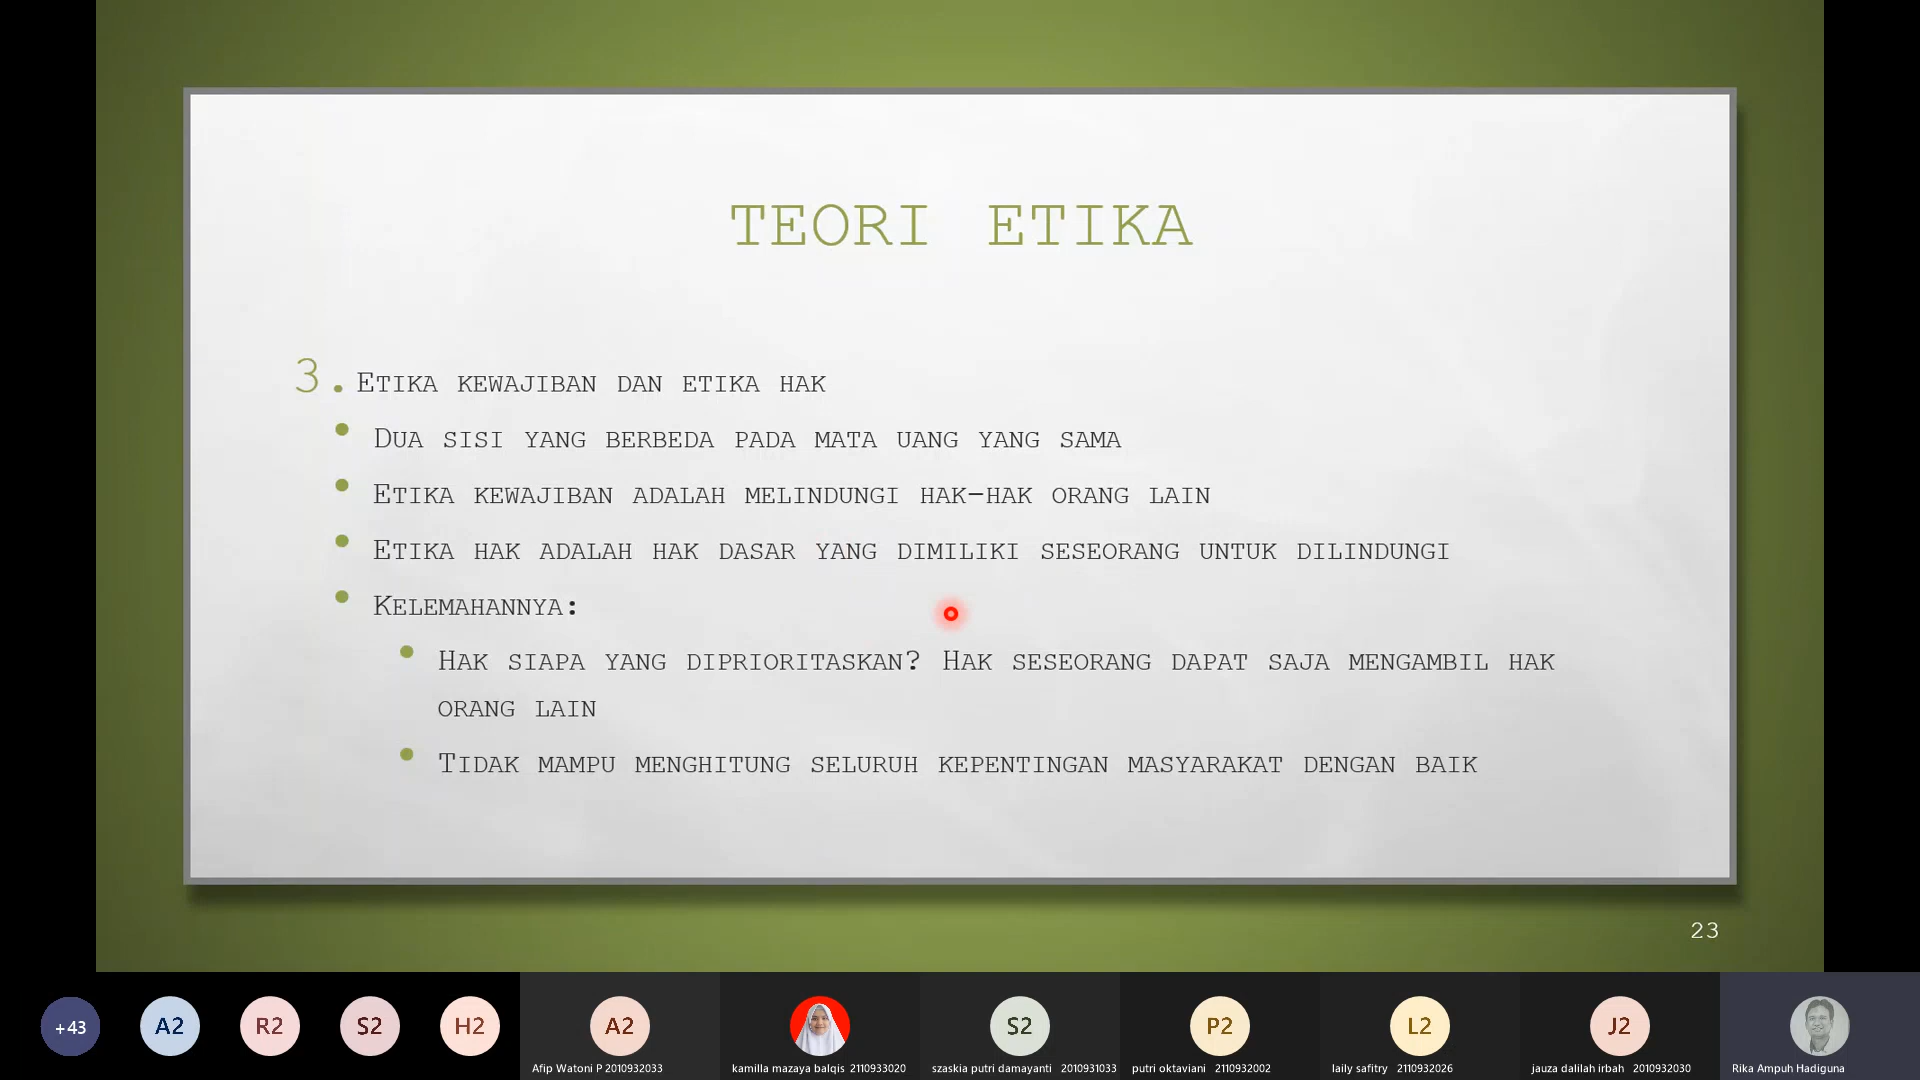 TEORI ETIKA
3. Etika kewajiban dan etika hak
Dua sisi yang berbeda pada mata uang yang sama
Etika kewajiban adalah melindungi hak-hak orang lain
Etika hak adalah hak dasar yang dimiliki seseorang untuk dilindungi
Kelemahannya:
Hak siapa yang diprioritaskan? Hak seseorang dapat saja mengambil hak
orang lain
Tidak mampu menghitung seluruh kepentingan masyarakat dengan baik
23
+43
A2
R2
S2
H2
A2
S2
P2
L2
J2
Afip Watoni P 2010932033
kamilla mazaya balqis 2110933020
szaskia putri damayanti 2010931033
putri oktaviani 2110932002
laily safitry 2110932026
jauza dalilah irbah 2010932030
Rika Ampuh Hadiguna